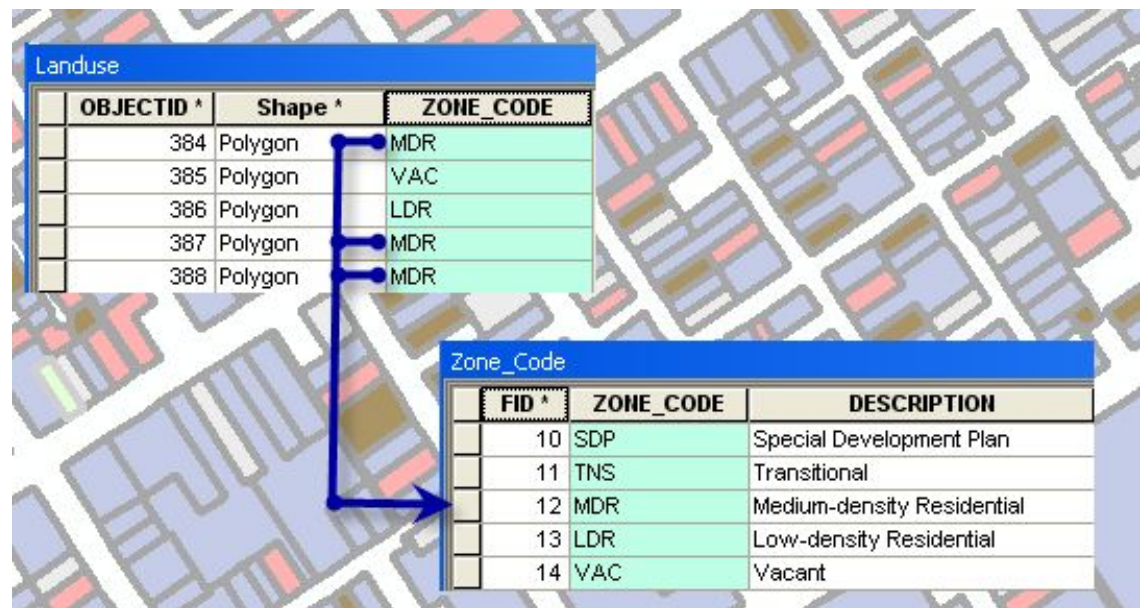 Landuse
OBJECTID * Shape * ZONE_CODE
384 Polygon MDR
385 Polygon VAC
386 Polygon LDR
387 Polygon MDR
388 Polygon MDR
Zone_Code
FID * ZONE_CODE DESCRIPTION
10 SDP Special Development Plan
11 TNS Transitional
12 MDR Medium-density Residential
13 LDR Low-density Residential
14 VAC Vacant